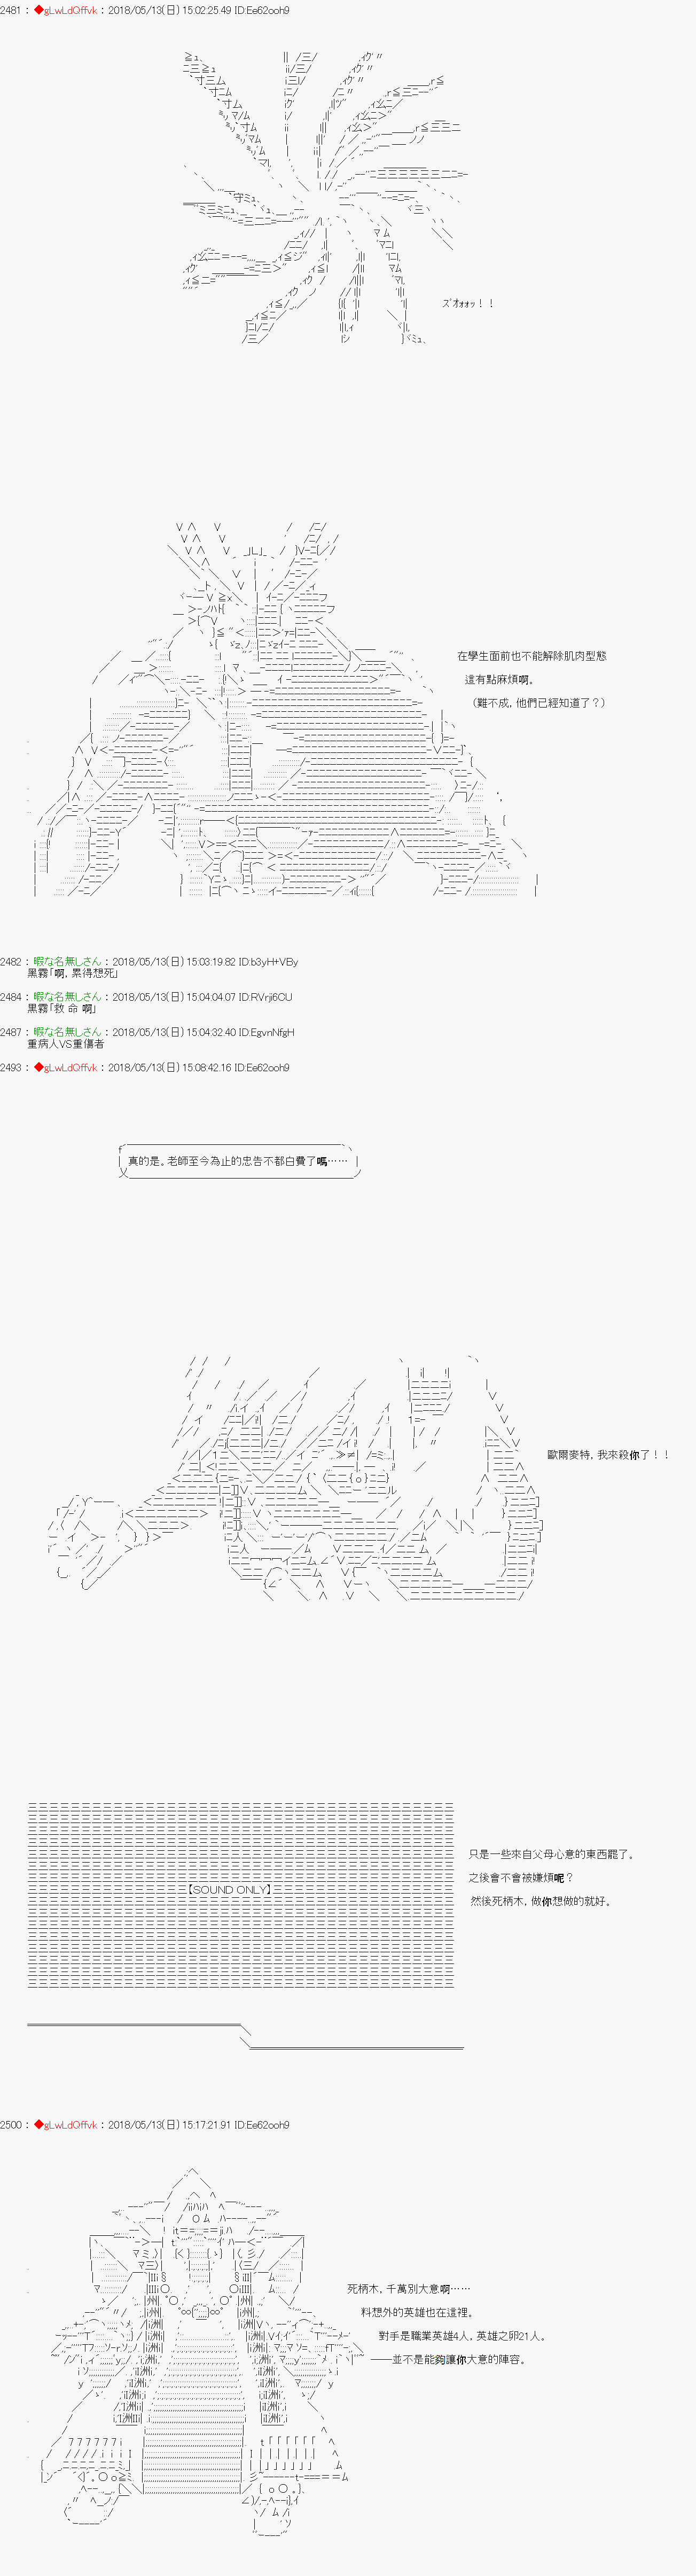 2481 : ◆gLwLdQffvk : 2018/05/13(日) 15:02:25.49 ID:Ee62ooh9
ズォォォッ！！
在學生面前也不能解除肌肉型態
這有點麻煩啊。
（難不成，他們已經知道了？）
2482 : 暇な名無しさん : 2018/05/13(日) 15:03:19.82 ID:b3yH+VBy
黑霧「啊，累得想死」
2484 : 暇な名無しさん : 2018/05/13(日) 15:04:04.07 ID:RVrji6CU
黑霧「救 命 啊」
2487 : 暇な名無しさん : 2018/05/13(日) 15:04:32.40 ID:EgvnNfgH
重病人VS重傷者
2493 : ◆gLwLdQffvk : 2018/05/13(日) 15:08:42.16 ID:Ee62ooh9
真的是。老師至今為止的忠告不都白費了嗎……
歐爾麥特，我來殺你了！！
只是一些來自父母心意的東西罷了。
之後會不會被嫌煩呢？
【SOUND ONLY】
然後死柄木，做你想做的就好。
2500 : ◆gLwLdQffvk : 2018/05/13(日) 15:17:21.91 ID:Ee62ooh9
死柄木，千萬別大意啊……
料想外的英雄也在這裡。
對手是職業英雄4人，英雄之卵21人。
──並不是能夠讓你大意的陣容。